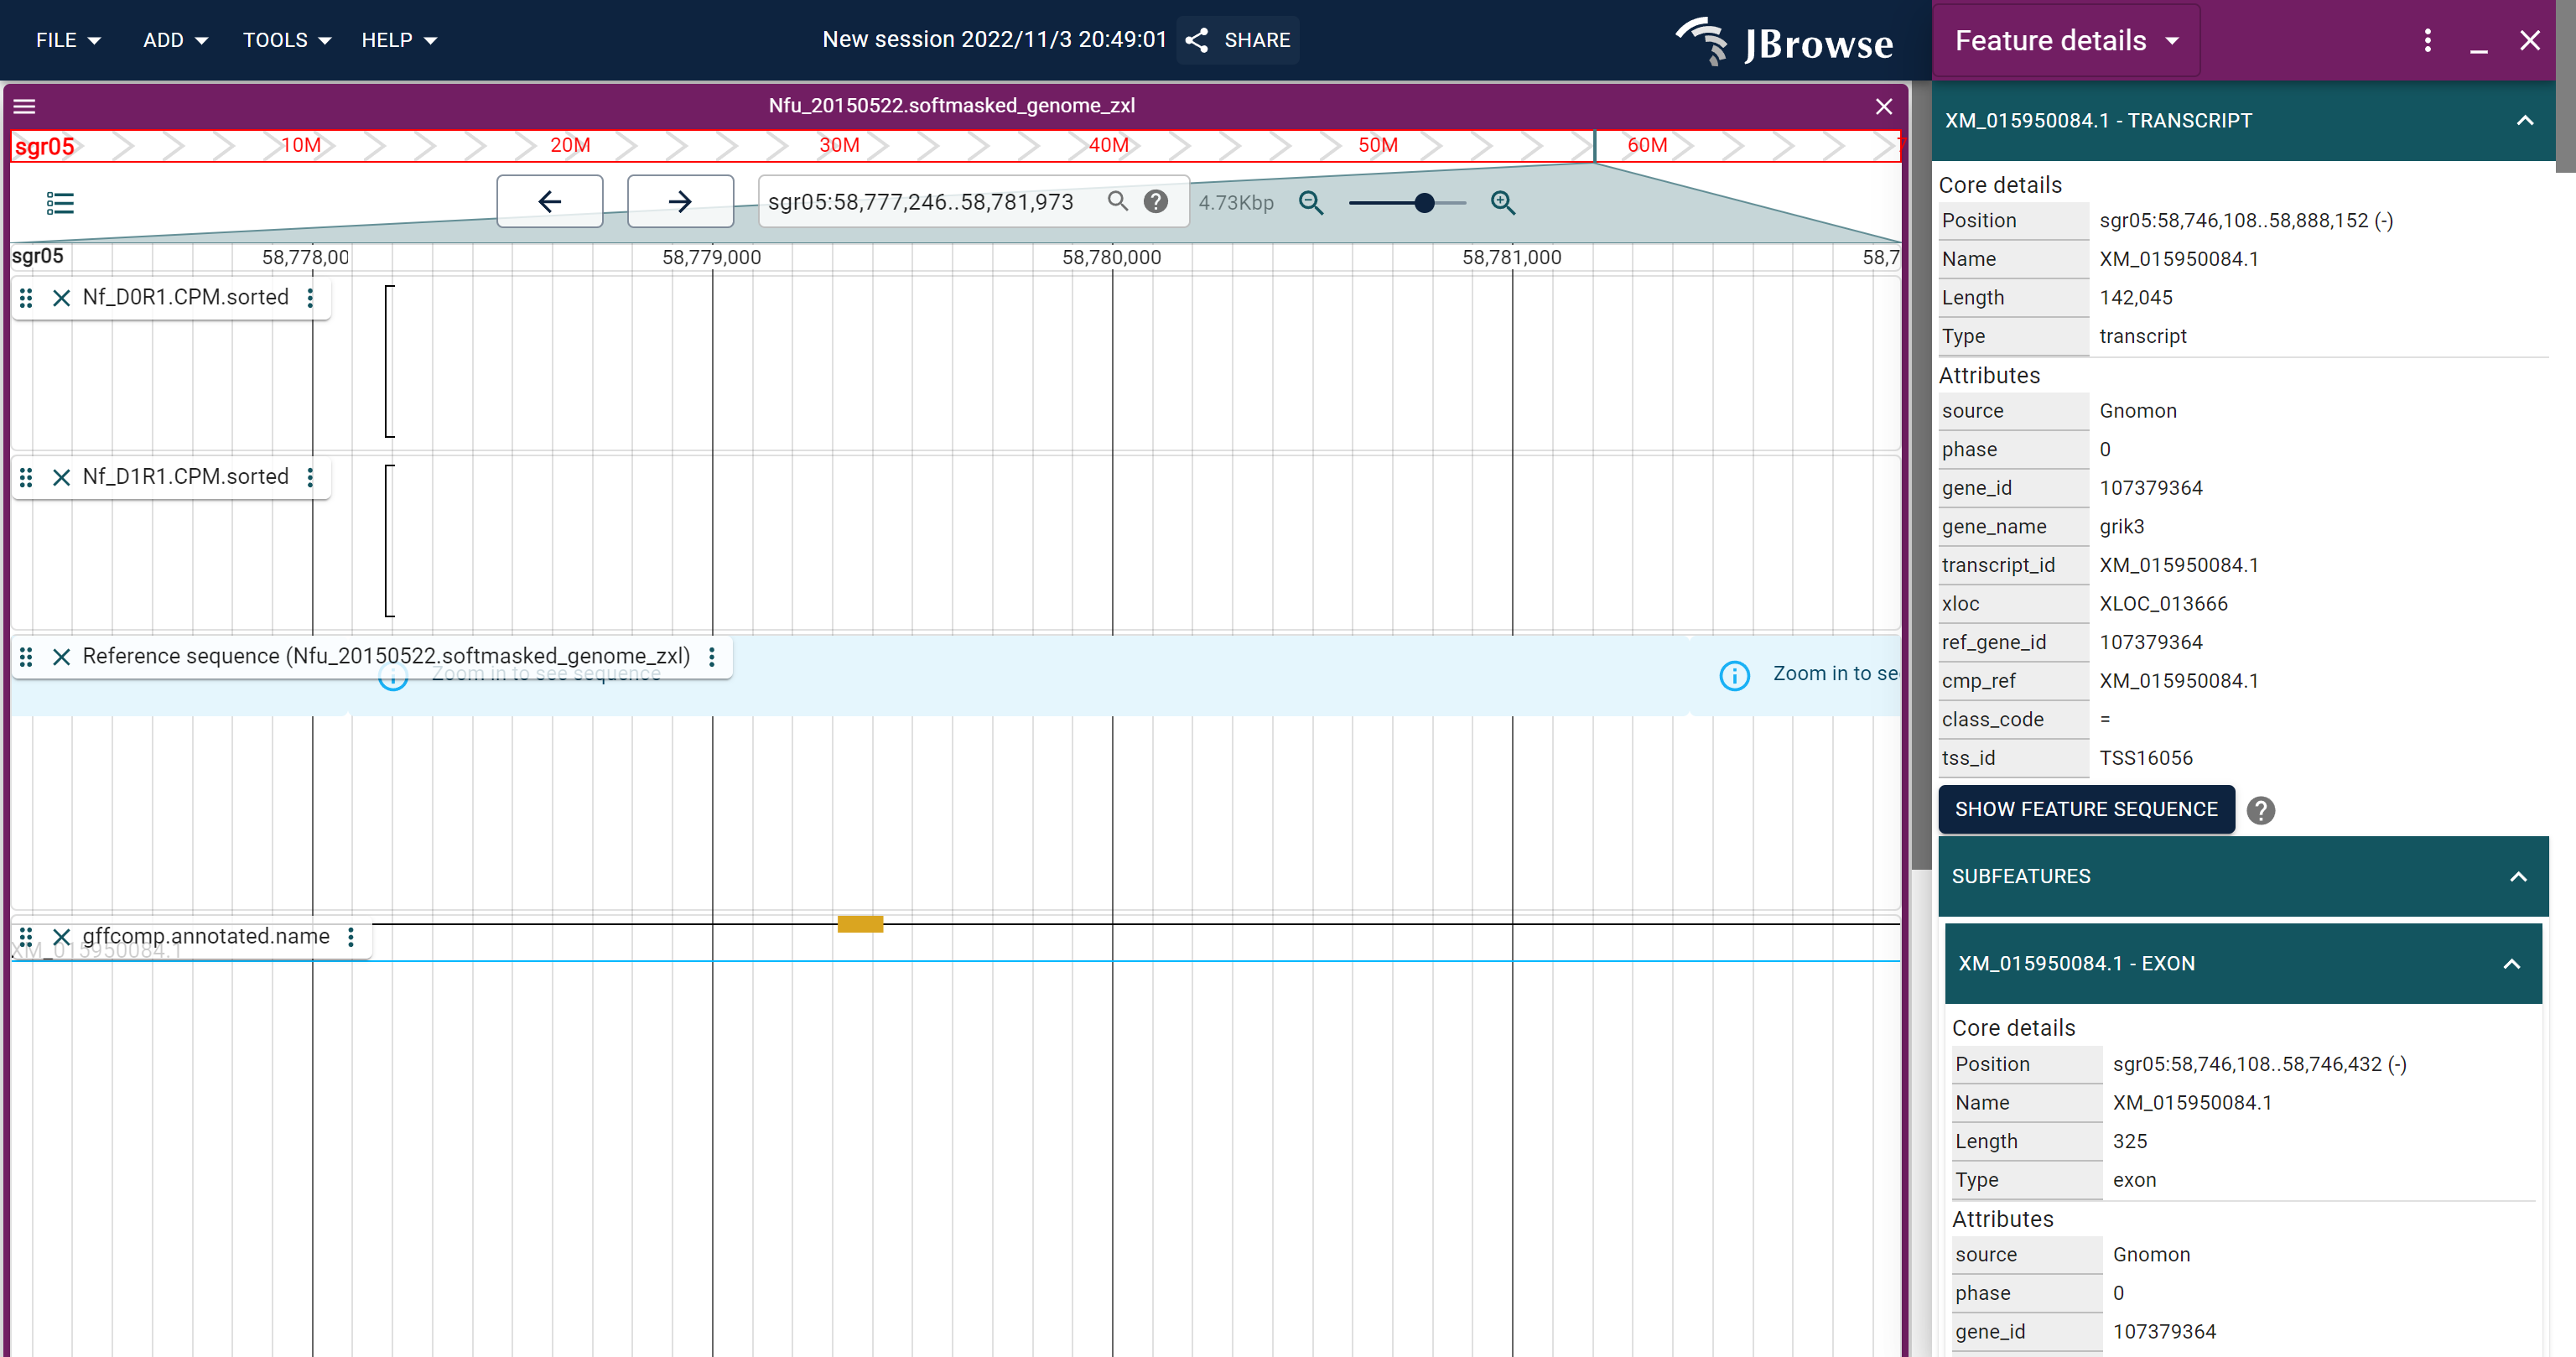 FILE ADD TOOLS HELP New session 2022/11/3 20:49:01 SHARE JBrowse
Nfu_20150522.softmasked_genome_zxl
sgr05 10M 20M 30M 40M 50M 60M
sgr05:58,777,246..58,781,973 4.73Kbp
sgr05 58,778,00 58,779,000 58,780,000 58,781,000 58,7
Nf_D0R1.CPM.sorted
Nf_D1R1.CPM.sorted
Reference sequence (Nfu_20150522.softmasked_genome_zxl)
Zoom in to see sequence Zoom in to se
gffcomp.annotated.name
XM_015950084.1
Feature details
XM_015950084.1 - TRANSCRIPT
Core details
Position sgr05:58,746,108..58,888,152 (-)
Name XM_015950084.1
Length 142,045
Type transcript
Attributes
source Gnomon
phase 0
gene_id 107379364
gene_name grik3
transcript_id XM_015950084.1
xloc XLOC_013666
ref_gene_id 107379364
cmp_ref XM_015950084.1
class_code =
tss_id TSS16056
SHOW FEATURE SEQUENCE ?
SUBFEATURES
XM_015950084.1 - EXON
Core details
Position sgr05:58,746,108..58,746,432 (-)
Name XM_015950084.1
Length 325
Type exon
Attributes
source Gnomon
phase 0
gene_id 107379364